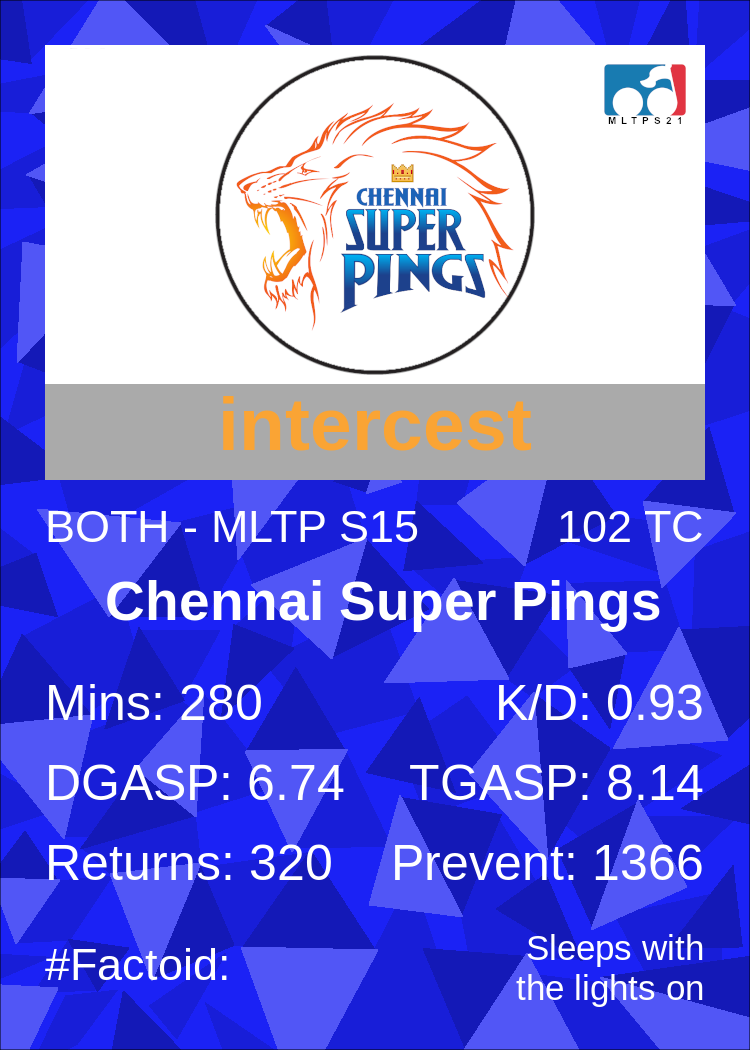 MLTPS21
CHENNAI
SUPER
PINGS
intercest
BOTH - MLTP S15 102 TC
Chennai Super Pings
Mins: 280 K/D: 0.93
DGASP: 6.74 TGASP: 8.14
Returns: 320 Prevent: 1366
#Factoid: Sleeps with
the lights on